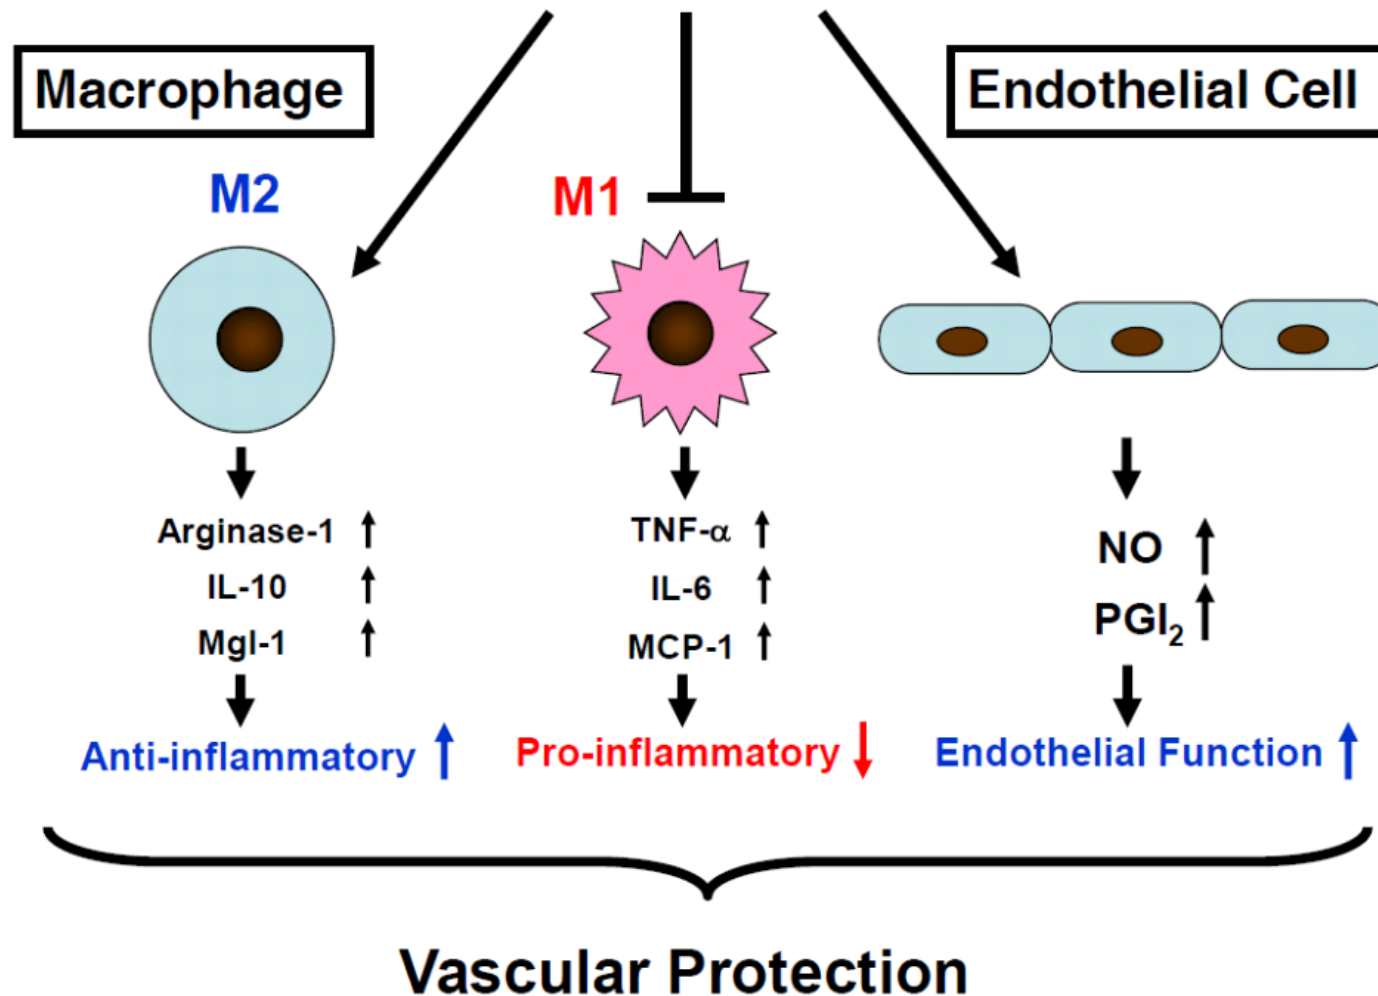 Macrophage
Endothelial Cell
M2
M1
Arginase-1
IL-10
Mgl-1
TNF-α
IL-6
MCP-1
NO
PGI₂
Anti-inflammatory
Pro-inflammatory
Endothelial Function
Vascular Protection